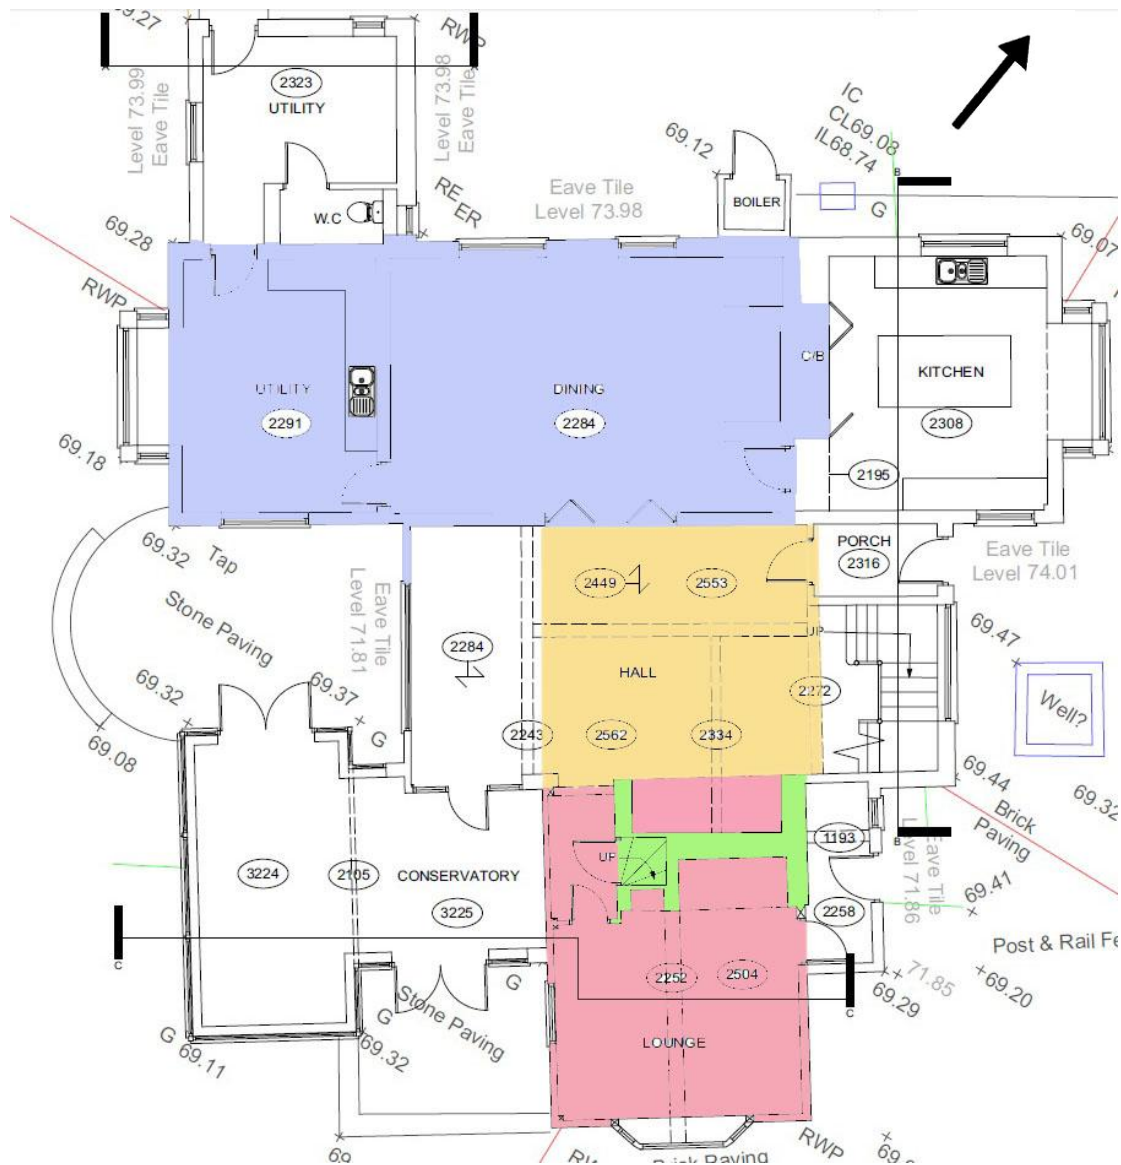 69.27
RWP
Level 73.99
Eave Tile
2323
UTILITY
Level 73.98
Eave Tile
IC
CL69.08
IL68.74
B
69.12
RE
ER
Eave Tile
Level 73.98
BOILER
G
W.C
69.28
69.07
RWP
UTILITY
2291
DINING
2284
C/B
KITCHEN
2308
69.18
2195
69.32
Tap
Stone Paving
Eave Tile
Level 71.81
2449
2553
PORCH
2316
Eave Tile
Level 74.01
2284
HALL
UP
69.47
69.32
69.37
G
2272
Well?
69.08
2243
2562
2334
69.44
69.32
Brick
Paving
1193
B
Eave Tile
Level 71.86
UP
3224
2105
CONSERVATORY
3225
2258
69.41
C
2252
2504
Post & Rail
71.85
69.20
69.29
C
G
Stone Paving
G
G
69.11
69.32
LOUNGE
RWP
Brick Paving